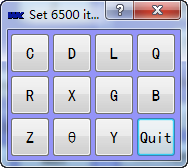 Set 6500 it...
C D L Q
R X G B
Z θ Y Quit